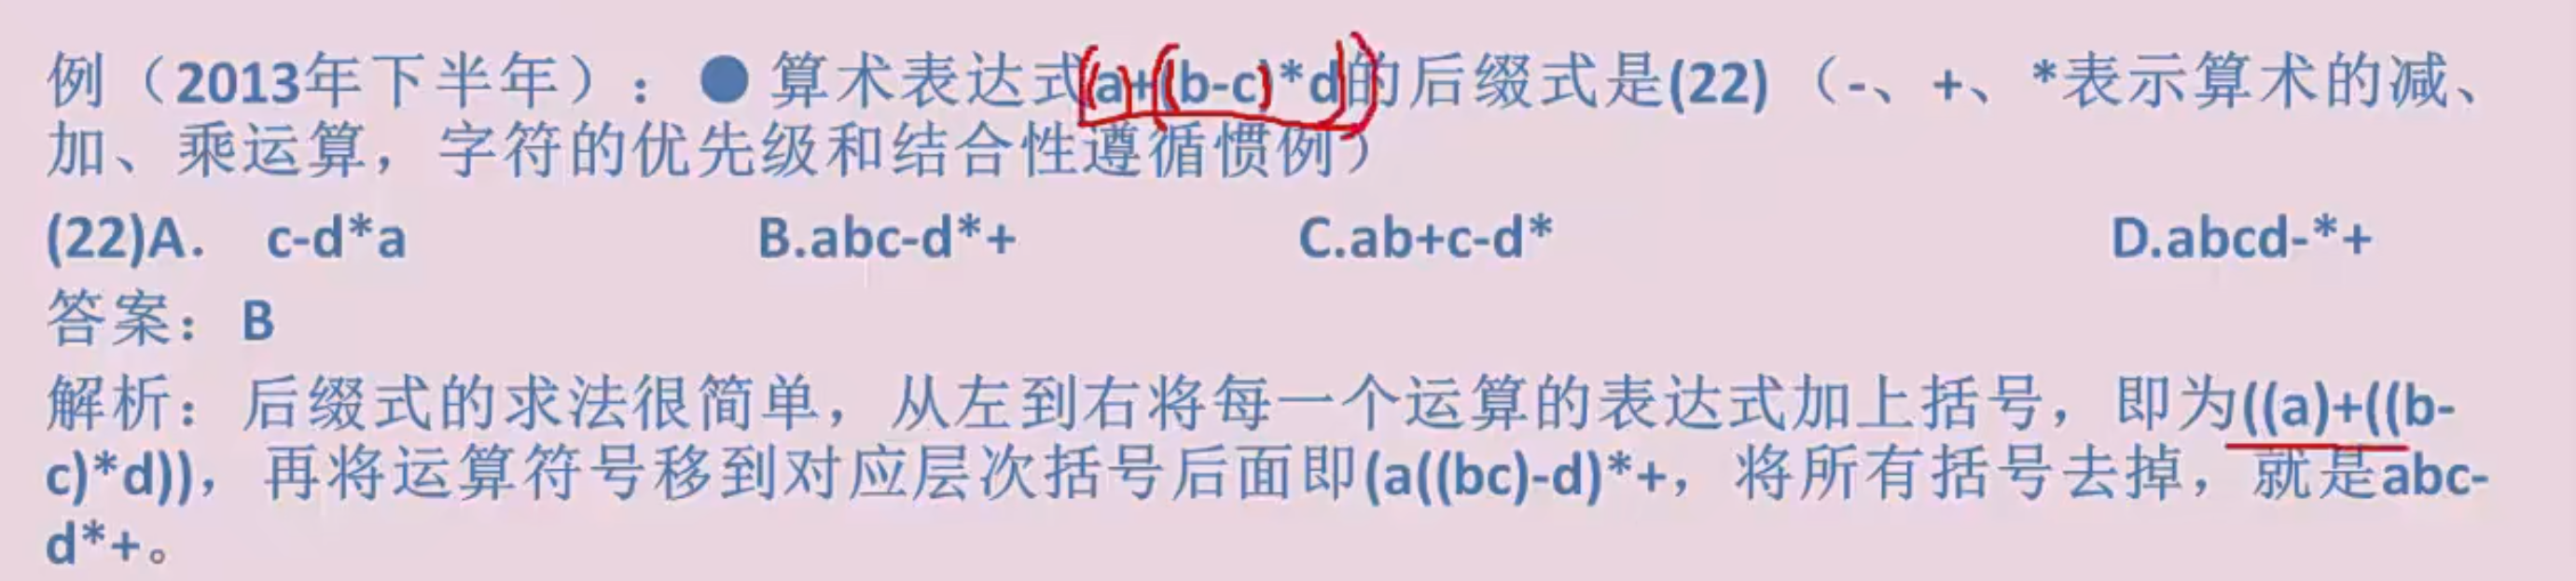 例（2013年下半年）：● 算术表达式(a+(b-c)*d的后缀式是(22) （-、+、*表示算术的减、
加、乘运算，字符的优先级和结合性遵循惯例）
(22)A. c-d*a B.abc-d*+ C.ab+c-d* D.abcd-*+
答案：B
解析：后缀式的求法很简单，从左到右将每一个运算的表达式加上括号，即为((a)+((b-
c)*d))，再将运算符号移到对应层次括号后面即(a((bc)-d)*+，将所有括号去掉，就是abc-
d*+。